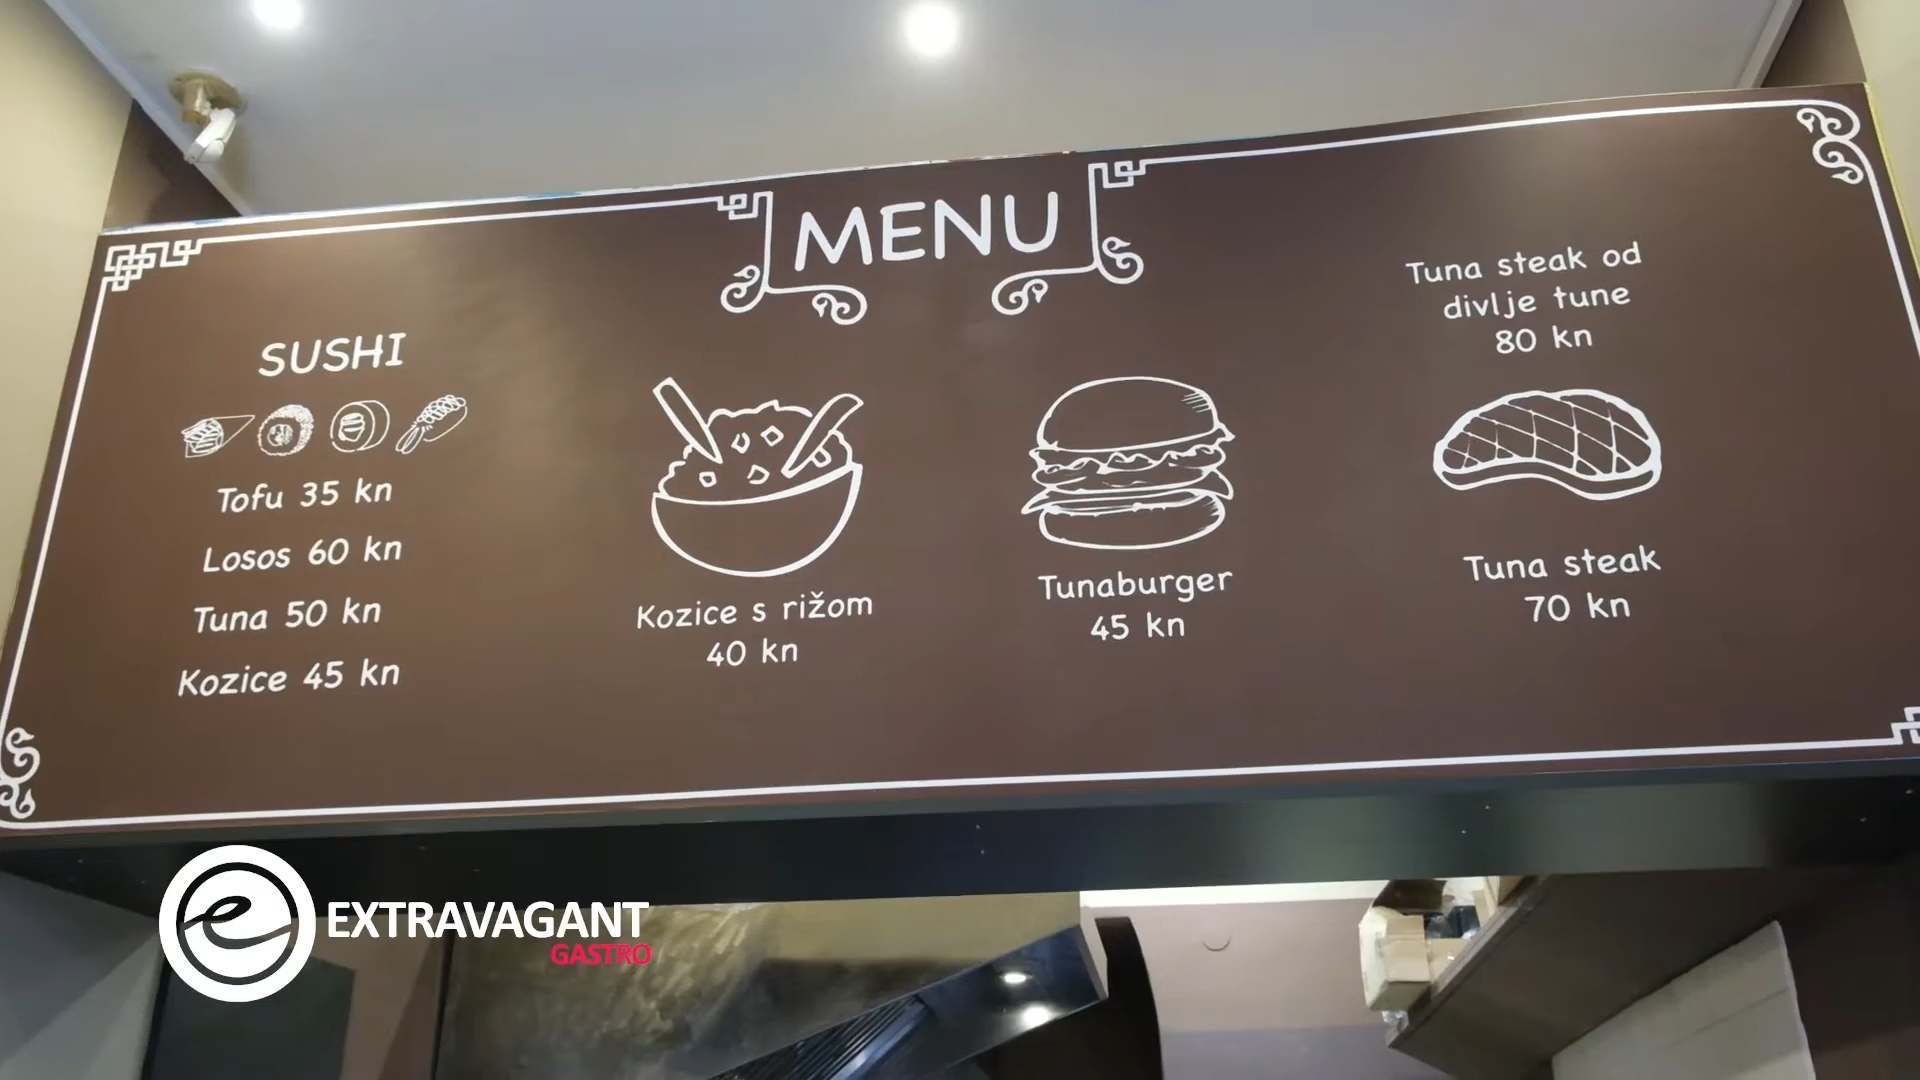 MENU
SUSHI
Tofu 35 kn
Losos 60 kn
Tuna 50 kn
Kozice 45 kn
Kozice s rižom
40 kn
Tunaburger
45 kn
Tuna steak od
divlje tune
80 kn
Tuna steak
70 kn
e EXTRAVAGANT
GASTRO